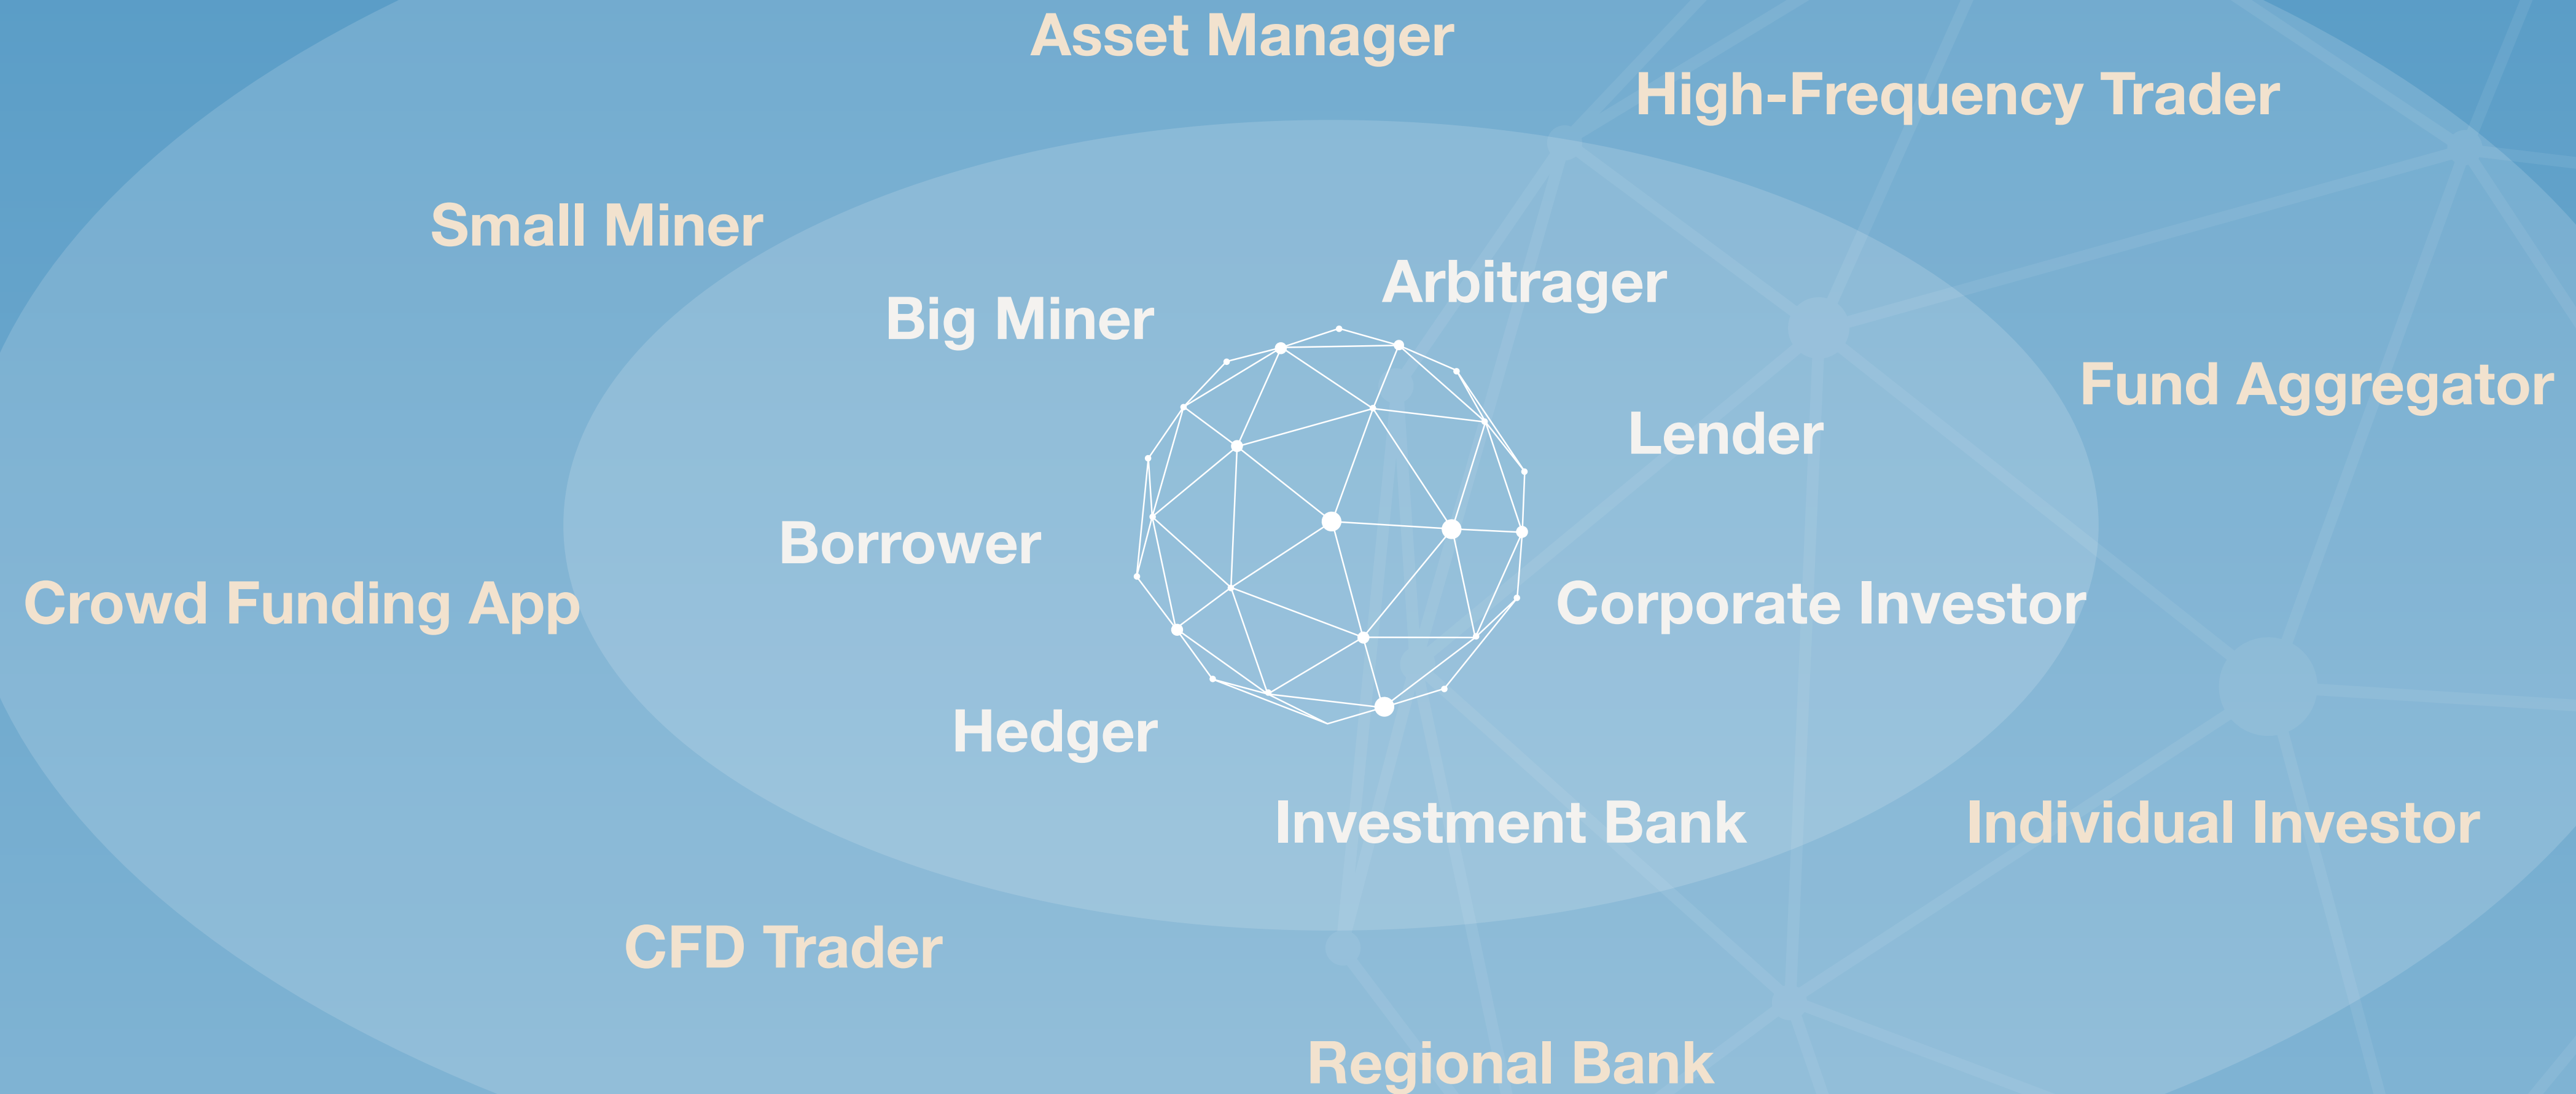 Asset Manager
High-Frequency Trader
Small Miner
Arbitrager
Big Miner
Fund Aggregator
Lender
Borrower
Crowd Funding App
Corporate Investor
Hedger
Investment Bank
Individual Investor
CFD Trader
Regional Bank